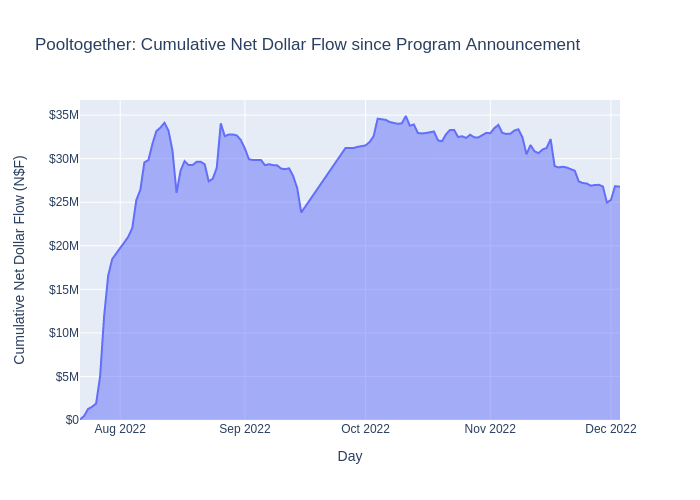 Pooltogether: Cumulative Net Dollar Flow since Program Announcement
Cumulative Net Dollar Flow (N$F)
$35M
$30M
$25M
$20M
$15M
$10M
$5M
$0
Aug 2022
Sep 2022
Oct 2022
Nov 2022
Dec 2022
Day